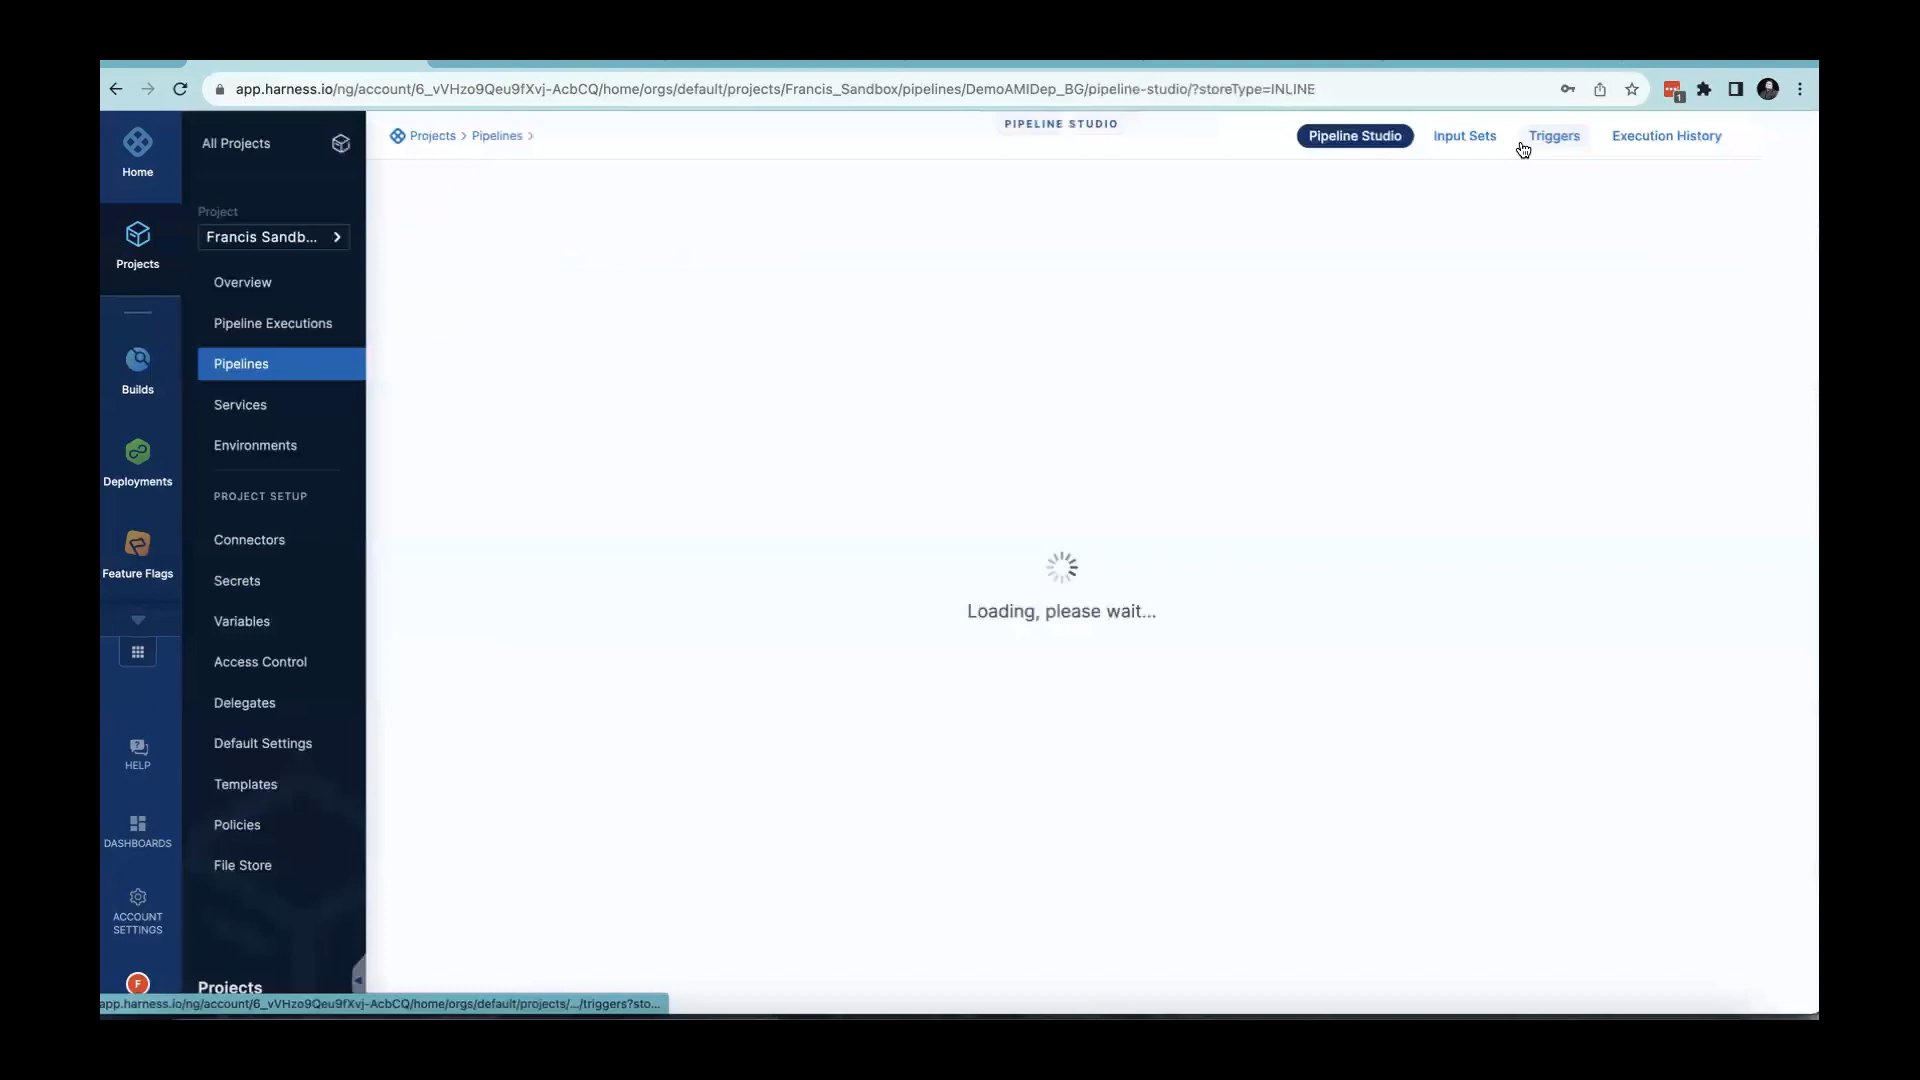 app.harness.io/ng/account/6_vVHzo9Qeu9fXvj-AcbCQ/home/orgs/default/projects/Francis_Sandbox/pipelines/DemoAMIDep_BG/pipeline-studio/?storeType=INLINE
1
Home
Projects
Builds
Deployments
Feature Flags
HELP
DASHBOARDS
ACCOUNT
SETTINGS
F
All Projects
Project
Francis Sandb... >
Overview
Pipeline Executions
Pipelines
Services
Environments
PROJECT SETUP
Connectors
Secrets
Variables
Access Control
Delegates
Default Settings
Templates
Policies
File Store
Projects
Projects > Pipelines >
PIPELINE STUDIO
Pipeline Studio
Input Sets
Triggers
Execution History
Loading, please wait...
app.harness.io/ng/account/6_vVHzo9Qeu9fXvj-AcbCQ/home/orgs/default/projects/.../triggers?sto...